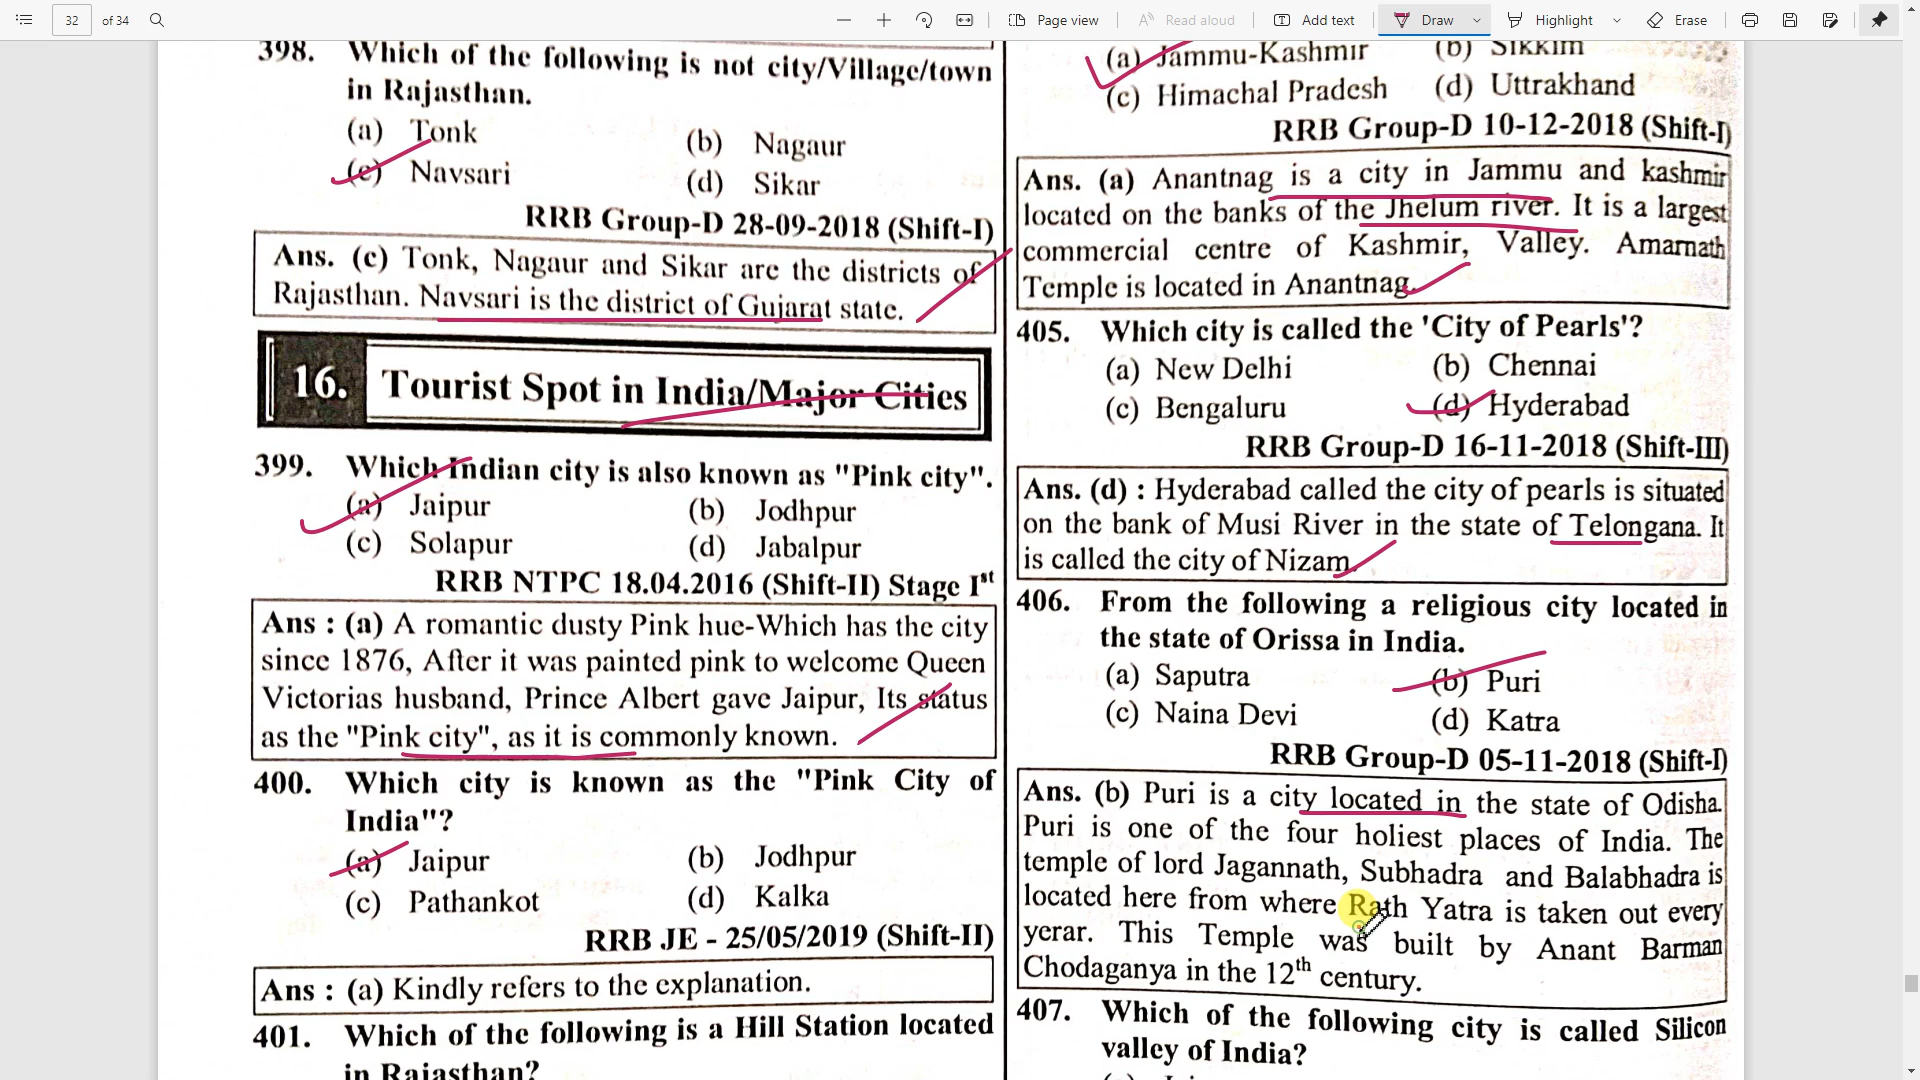 32 of 34 Page view Read aloud Add text Draw Highlight Erase
398. Which of the following is not city/Village/town
in Rajasthan.
(a) Tonk (b) Nagaur
(c) Navsari (d) Sikar
RRB Group-D 28-09-2018 (Shift-I)
Ans. (c) Tonk, Nagaur and Sikar are the districts of
Rajasthan. Navsari is the district of Gujarat state.
16. Tourist Spot in India/Major Cities
399. Which Indian city is also known as "Pink city".
(a) Jaipur (b) Jodhpur
(c) Solapur (d) Jabalpur
RRB NTPC 18.04.2016 (Shift-II) Stage Ist
Ans : (a) A romantic dusty Pink hue-Which has the city
since 1876, After it was painted pink to welcome Queen
Victorias husband, Prince Albert gave Jaipur, Its status
as the "Pink city", as it is commonly known.
400. Which city is known as the "Pink City of
India"?
(a) Jaipur (b) Jodhpur
(c) Pathankot (d) Kalka
RRB JE - 25/05/2019 (Shift-II)
Ans : (a) Kindly refers to the explanation.
401. Which of the following is a Hill Station located
in Rajasthan?
(a) Jammu-Kashmir (b) Sikkim
(c) Himachal Pradesh (d) Uttrakhand
RRB Group-D 10-12-2018 (Shift-I)
Ans. (a) Anantnag is a city in Jammu and kashmir
located on the banks of the Jhelum river. It is a largest
commercial centre of Kashmir, Valley. Amarnath
Temple is located in Anantnag.
405. Which city is called the 'City of Pearls'?
(a) New Delhi (b) Chennai
(c) Bengaluru (d) Hyderabad
RRB Group-D 16-11-2018 (Shift-III)
Ans. (d) : Hyderabad called the city of pearls is situated
on the bank of Musi River in the state of Telongana. It
is called the city of Nizam.
406. From the following a religious city located in
the state of Orissa in India.
(a) Saputra (b) Puri
(c) Naina Devi (d) Katra
RRB Group-D 05-11-2018 (Shift-I)
Ans. (b) Puri is a city located in the state of Odisha.
Puri is one of the four holiest places of India. The
temple of lord Jagannath, Subhadra and Balabhadra is
located here from where Rath Yatra is taken out every
yerar. This Temple was built by Anant Barman
Chodaganya in the 12th century.
407. Which of the following city is called Silicon
valley of India?